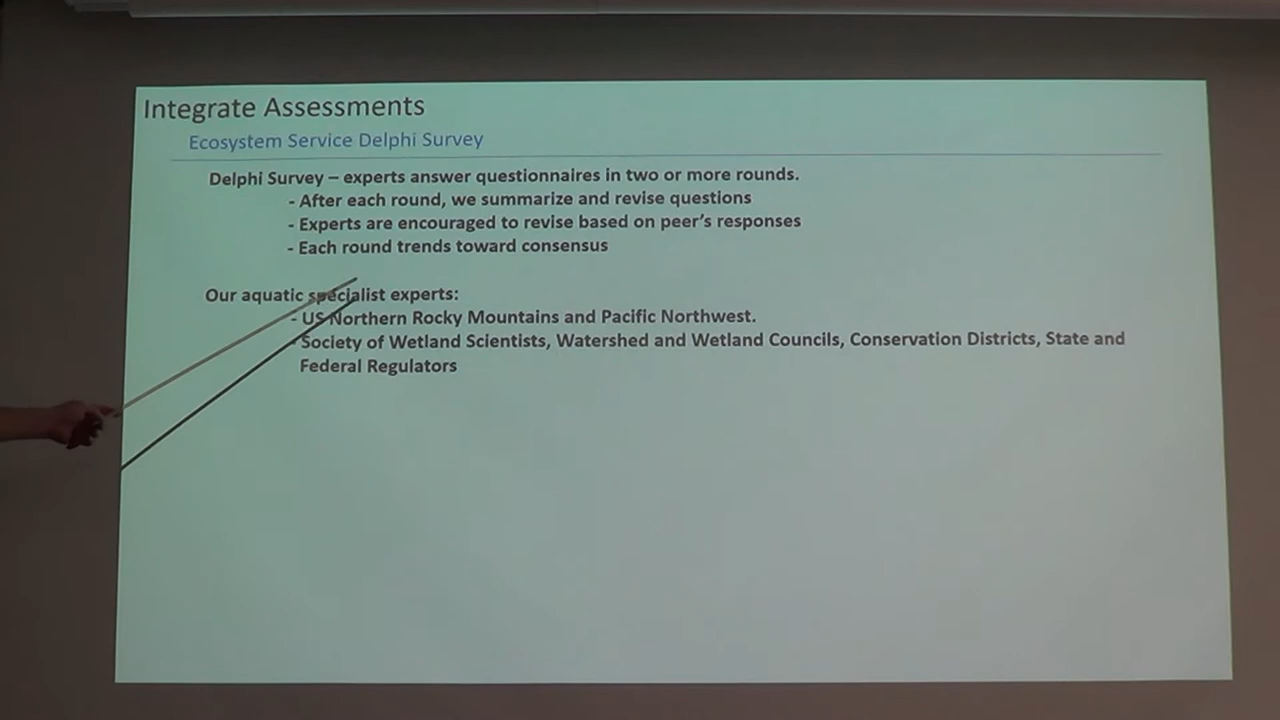 Integrate Assessments
Ecosystem Service Delphi Survey
Delphi Survey – experts answer questionnaires in two or more rounds.
- After each round, we summarize and revise questions
- Experts are encouraged to revise based on peer's responses
- Each round trends toward consensus
Our aquatic specialist experts:
- US Northern Rocky Mountains and Pacific Northwest.
- Society of Wetland Scientists, Watershed and Wetland Councils, Conservation Districts, State and
Federal Regulators